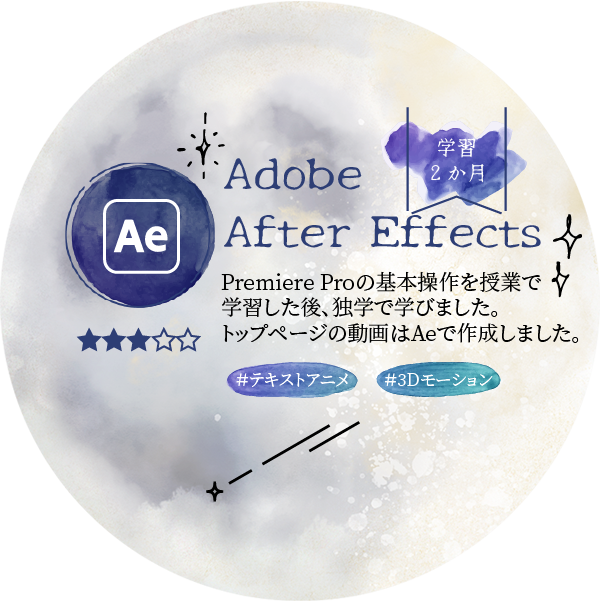 学習
2か月
Adobe
After Effects
Ae
Premiere Proの基本操作を授業で
学習した後、独学で学びました。
トップページの動画はAeで作成しました。
#テキストアニメ
#3Dモーション